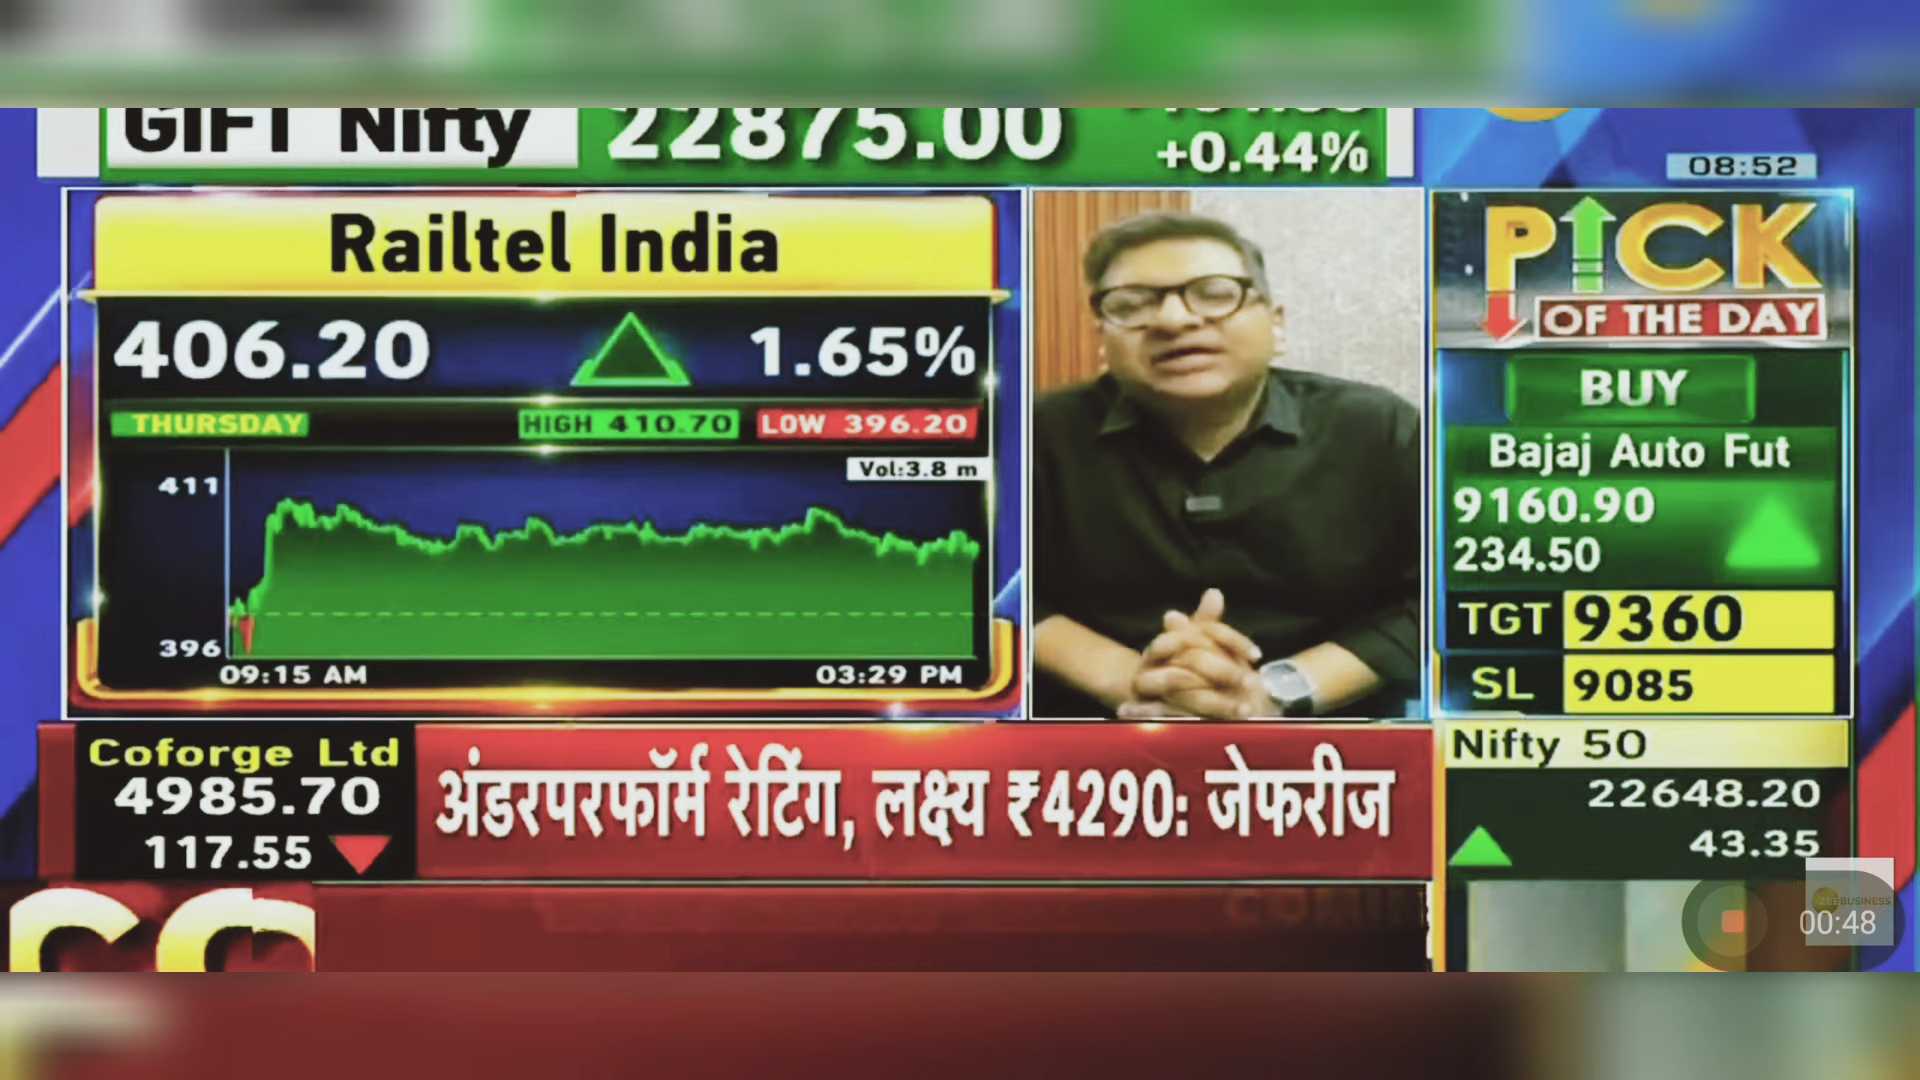 GIFT Nifty
22875.00
+0.44%
08:52
Railtel India
406.20
1.65%
THURSDAY
HIGH 410.70
LOW 396.20
Vol:3.8 m
411
396
09:15 AM
03:29 PM
PICK
OF THE DAY
BUY
Bajaj Auto Fut
9160.90
234.50
TGT 9360
SL 9085
Coforge Ltd
4985.70
117.55
अंडरपरफॉर्म रेटिंग, लक्ष्य ₹4290: जेफरीज
Nifty 50
22648.20
43.35
ZEEBUSINESS
00:48